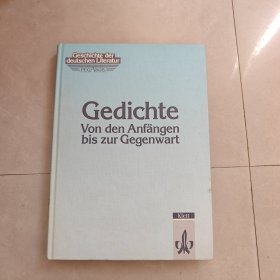 Geschichte der
deutschen Literatur
Gedichte
Von den Anfängen
bis zur Gegenwart
Klett